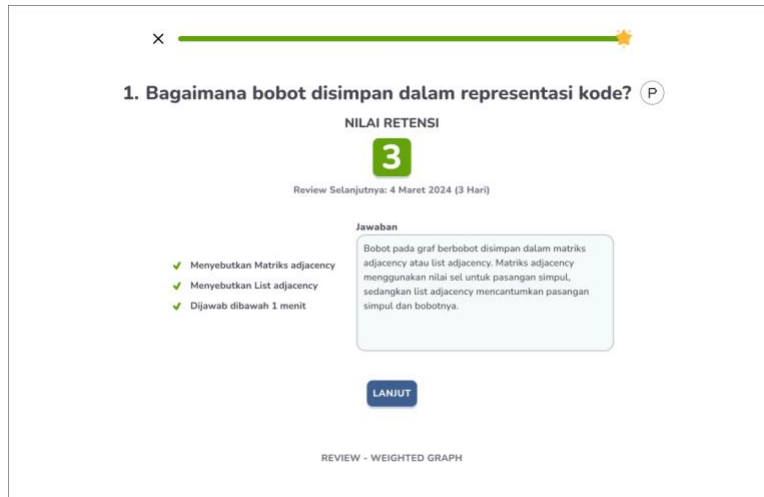 ×
1. Bagaimana bobot disimpan dalam representasi kode? P
NILAI RETENSI
3
Review Selanjutnya: 4 Maret 2024 (3 Hari)
Menyebutkan Matriks adjacency
Menyebutkan List adjacency
Dijawab dibawah 1 menit
Jawaban
Bobot pada graf berbobot disimpan dalam matriks
adjacency atau list adjacency. Matriks adjacency
menggunakan nilai sel untuk pasangan simpul,
sedangkan list adjacency mencantumkan pasangan
simpul dan bobotnya.
LANJUT
REVIEW - WEIGHTED GRAPH